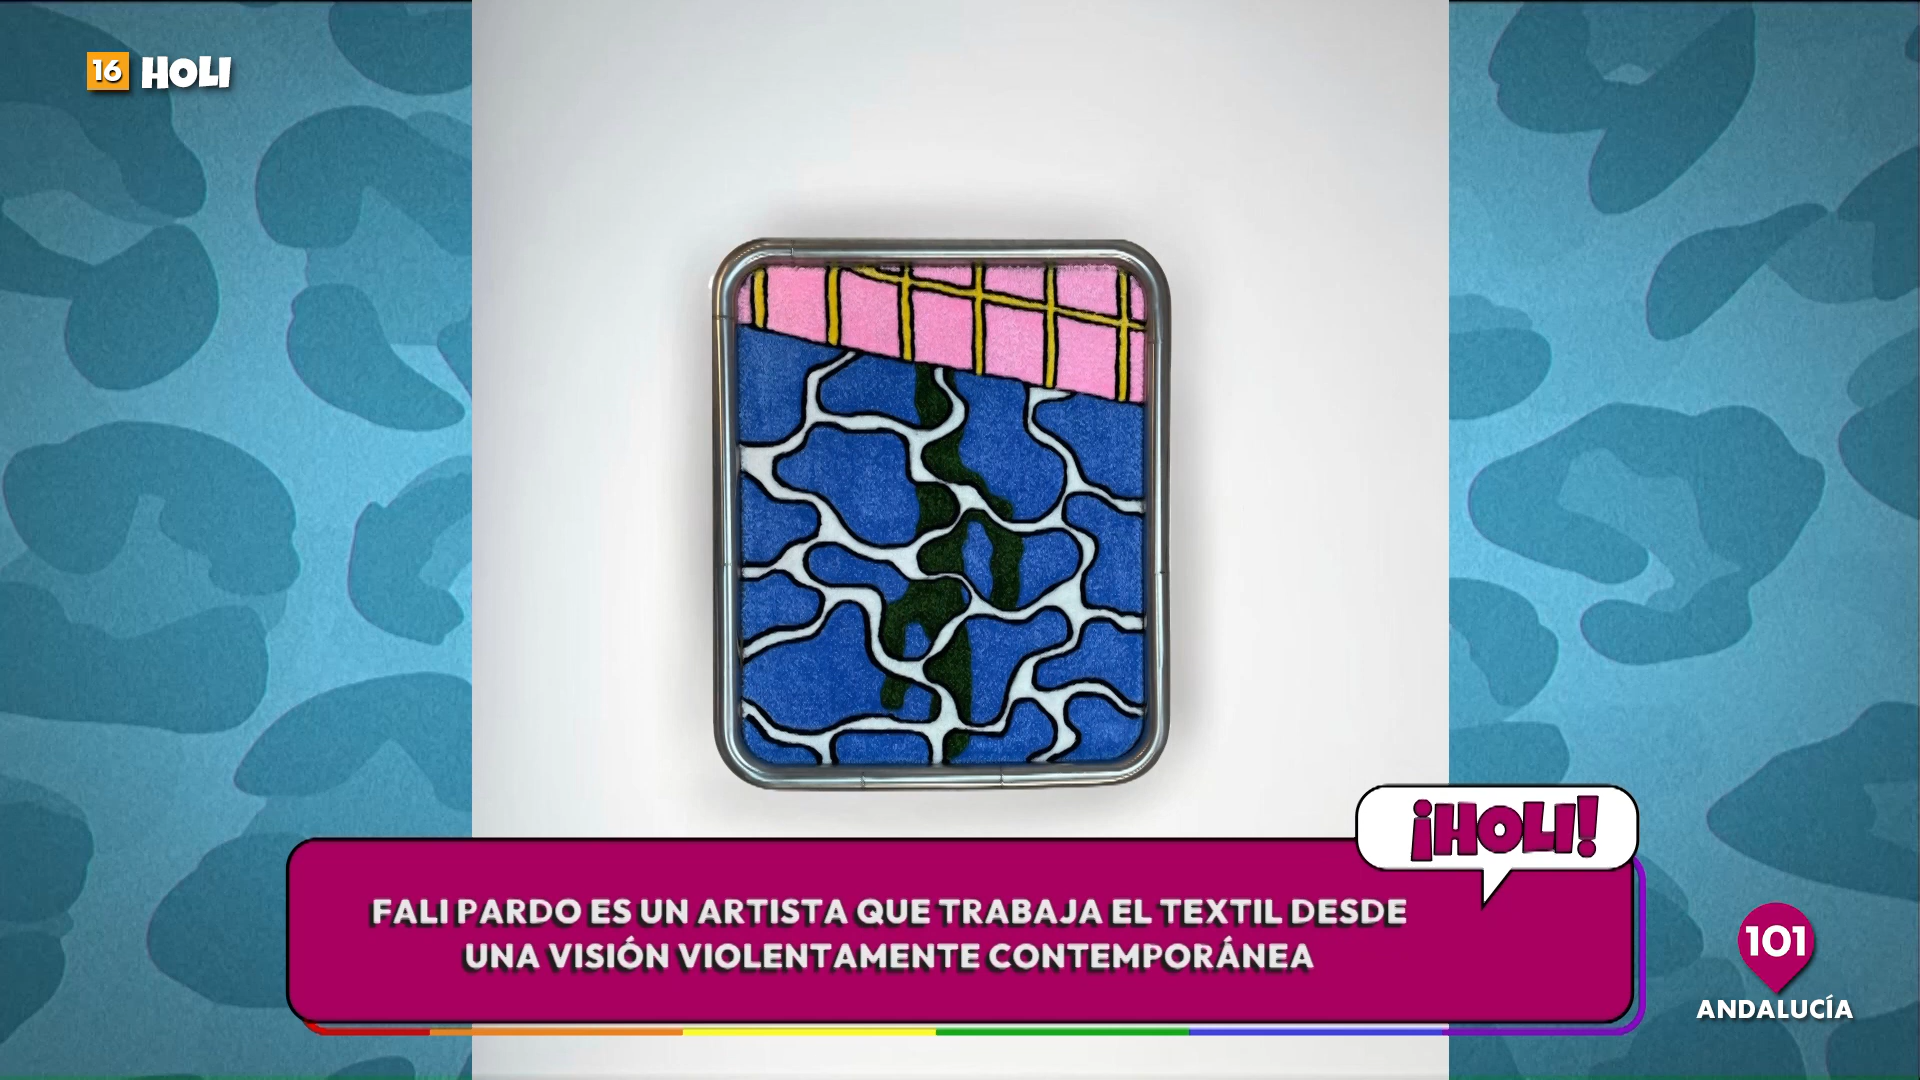 16 HOLI
¡HOLI!
FALI PARDO ES UN ARTISTA QUE TRABAJA EL TEXTIL DESDE
UNA VISIÓN VIOLENTAMENTE CONTEMPORÁNEA
101
ANDALUCÍA